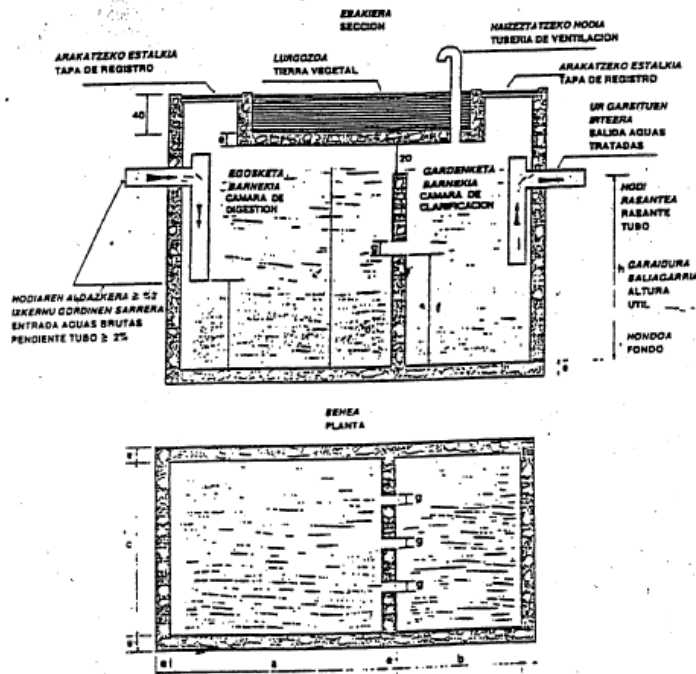 EBAKIERA
SECCION
HAIZEZTATZEKO HODIA
TUBERIA DE VENTILACION
ARAKATZEKO ESTALKIA
TAPA DE REGISTRO
LURGOZOA
TIERRA VEGETAL
ARAKATZEKO ESTALKIA
TAPA DE REGISTRO
40
e
UR GARBITUEN
IRTEERA
SALIDA AGUAS
TRATADAS
20
EGOSKETA
BARNEKIA
CAMARA DE
DIGESTION
GARDENKETA
BARNEKIA
CAMARA DE
CLARIFICACION
HODI
RASANTEA
RASANTE
TUBO
h
GARAIDURA
BALIAGARRIA
ALTURA
UTIL
f
HODIAREN ALDAZKERA ≥ %2
IZKERHU GORDINEN SARRERA
ENTRADA AGUAS BRUTAS
PENDIENTE TUBO ≥ 2%
HONDOA
FONDO
e
BEHEA
PLANTA
e
c
g
g
g
e
e
a
e
b